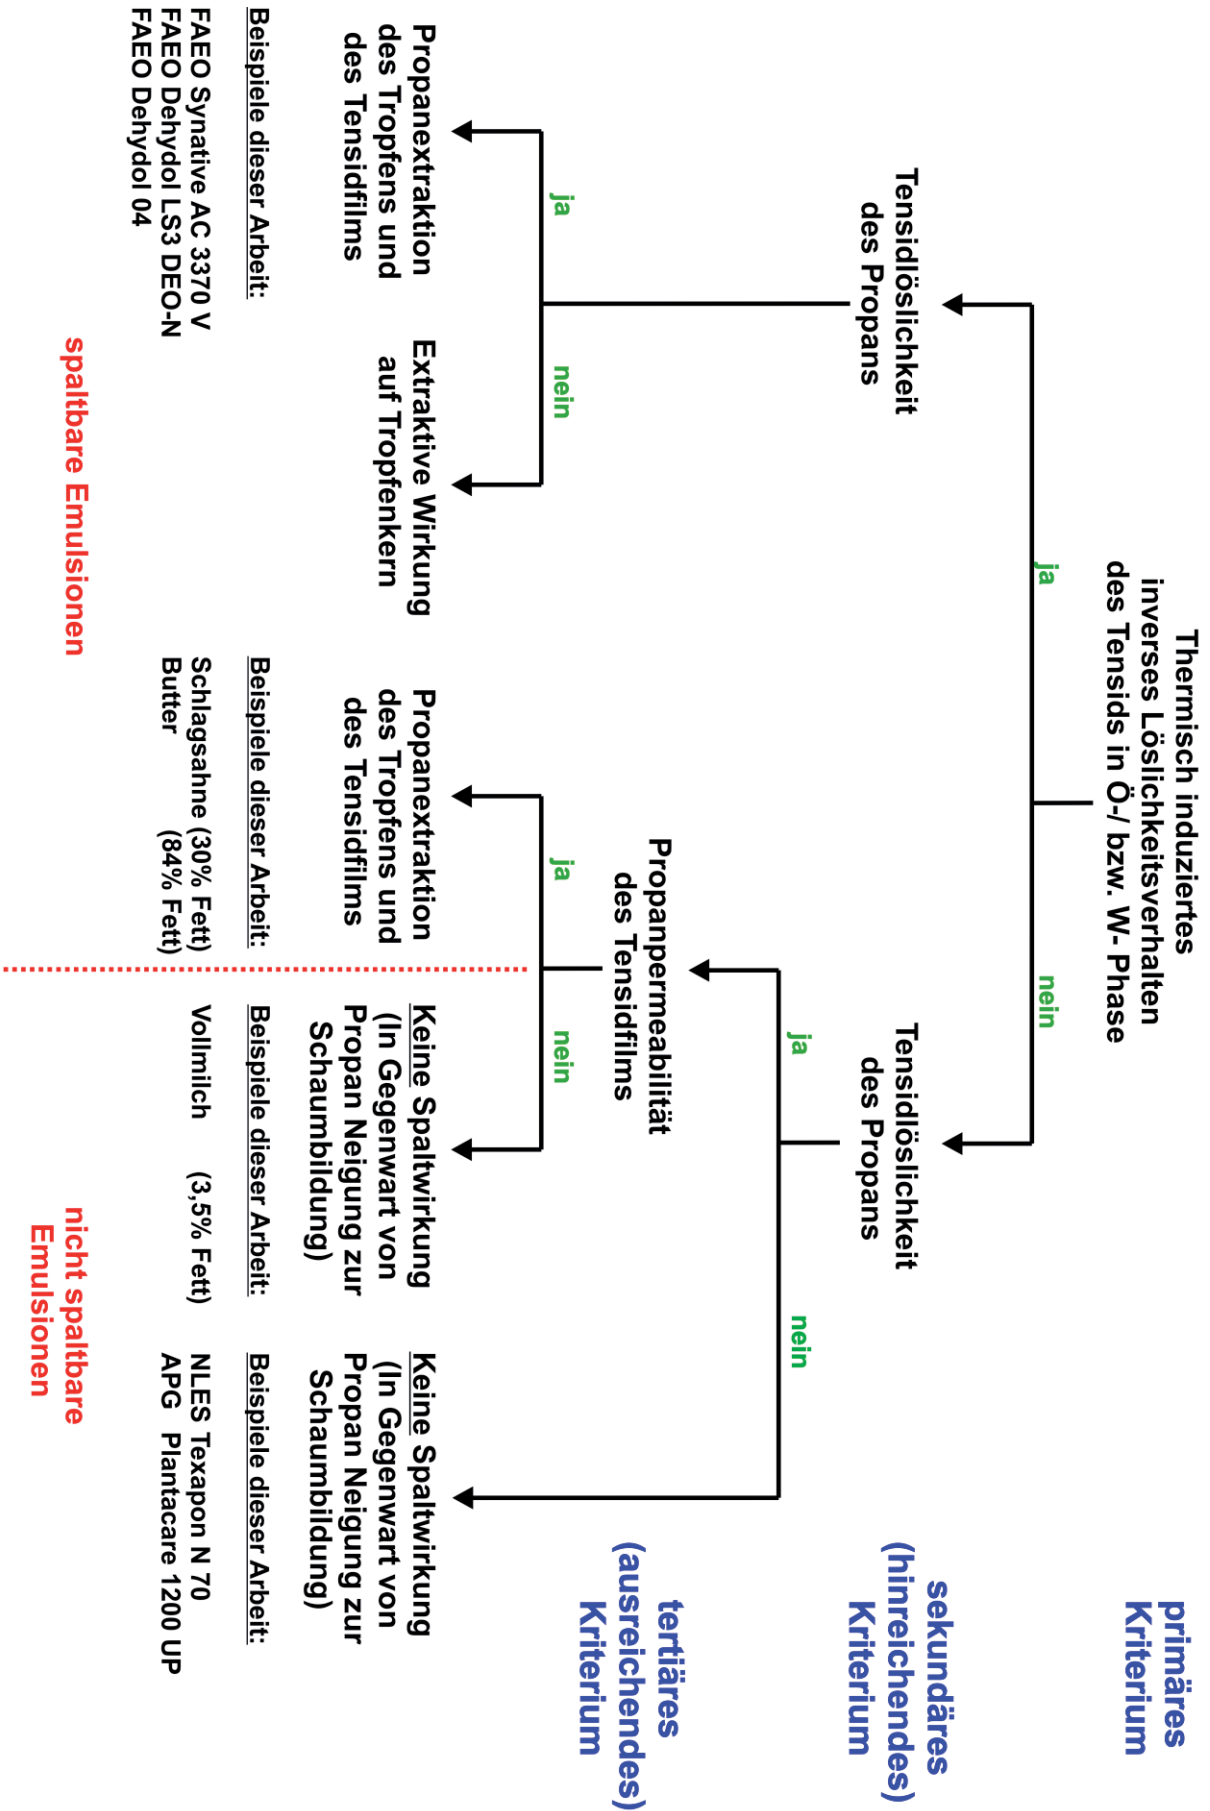 Thermisch induziertes
inverses Löslichkeitsverhalten
des Tensids in Ö-/ bzw. W- Phase
primäres
Kriterium
ja
nein
Tensidlöslichkeit
des Propans
Tensidlöslichkeit
des Propans
sekundäres
(hinreichendes)
Kriterium
ja
nein
Propanpermeabilität
des Tensidfilms
tertiäres
(ausreichendes)
Kriterium
ja
nein
ja
nein
Propanextraktion
des Tropfens und
des Tensidfilms
Beispiele dieser Arbeit:
FAEO Synative AC 3370 V
FAEO Dehydol LS3 DEO-N
FAEO Dehydol 04
Extraktive Wirkung
auf Tropfenkern
Propanextraktion
des Tropfens und
des Tensidfilms
Beispiele dieser Arbeit:
Schlagsahne (30% Fett)
Butter (84% Fett)
Keine Spaltwirkung
(In Gegenwart von
Propan Neigung zur
Schaumbildung)
Beispiele dieser Arbeit:
Vollmilch (3,5% Fett)
Keine Spaltwirkung
(In Gegenwart von
Propan Neigung zur
Schaumbildung)
Beispiele dieser Arbeit:
NLES Texapon N 70
APG Plantacare 1200 UP
spaltbare Emulsionen
nicht spaltbare
Emulsionen